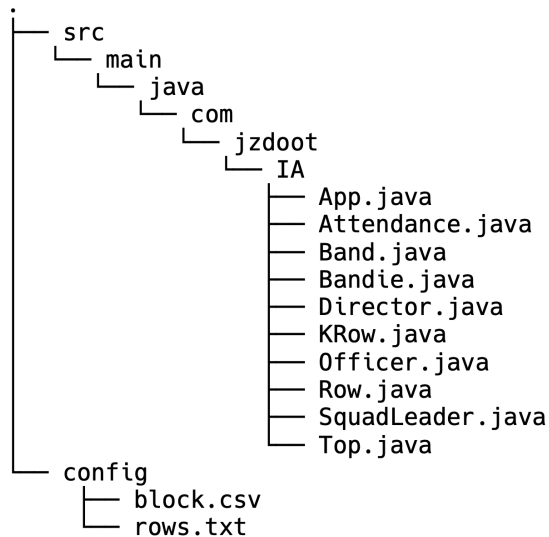 .
src
main
java
com
jzdoot
IA
App.java
Attendance.java
Band.java
Bandie.java
Director.java
KRow.java
Officer.java
Row.java
SquadLeader.java
Top.java
config
block.csv
rows.txt